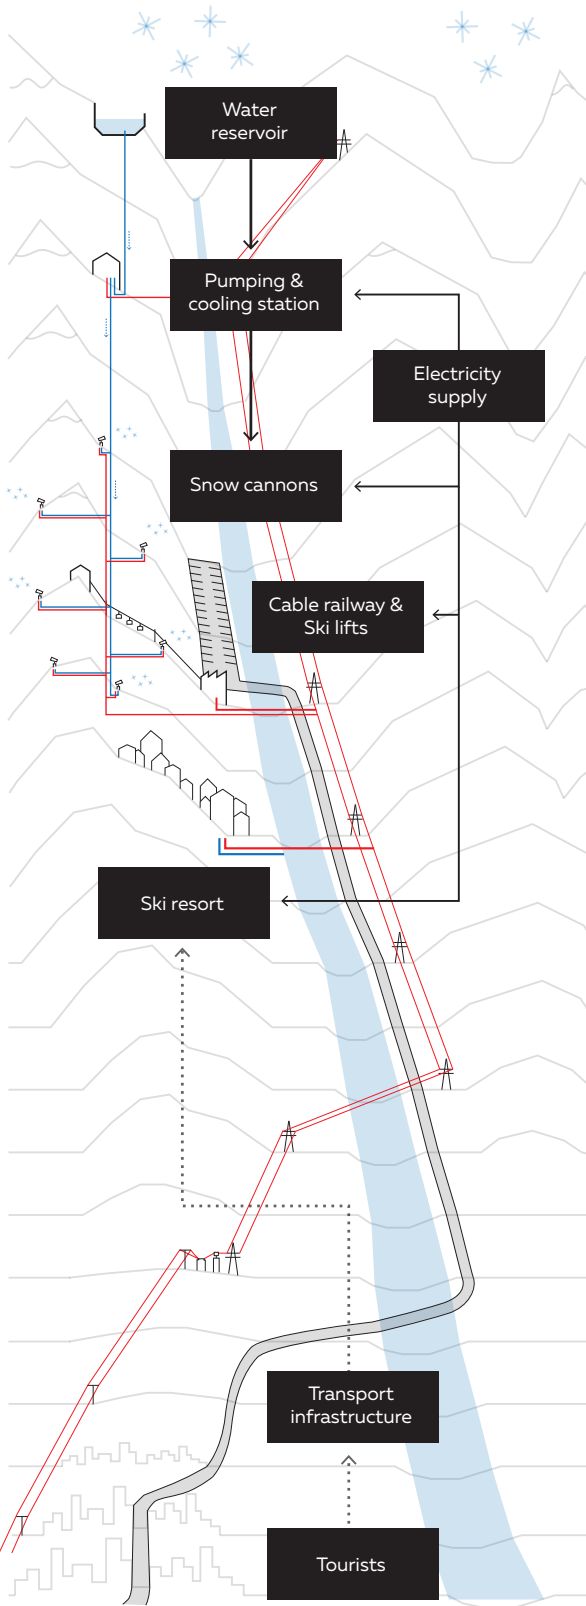 Water
reservoir
Pumping &
cooling station
Electricity
supply
Snow cannons
Cable railway &
Ski lifts
Ski resort
Transport
infrastructure
Tourists